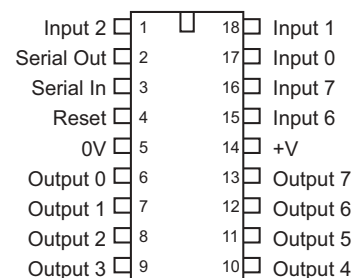 Input 2 1 18 Input 1
Serial Out 2 17 Input 0
Serial In 3 16 Input 7
Reset 4 15 Input 6
0V 5 14 +V
Output 0 6 13 Output 7
Output 1 7 12 Output 6
Output 2 8 11 Output 5
Output 3 9 10 Output 4